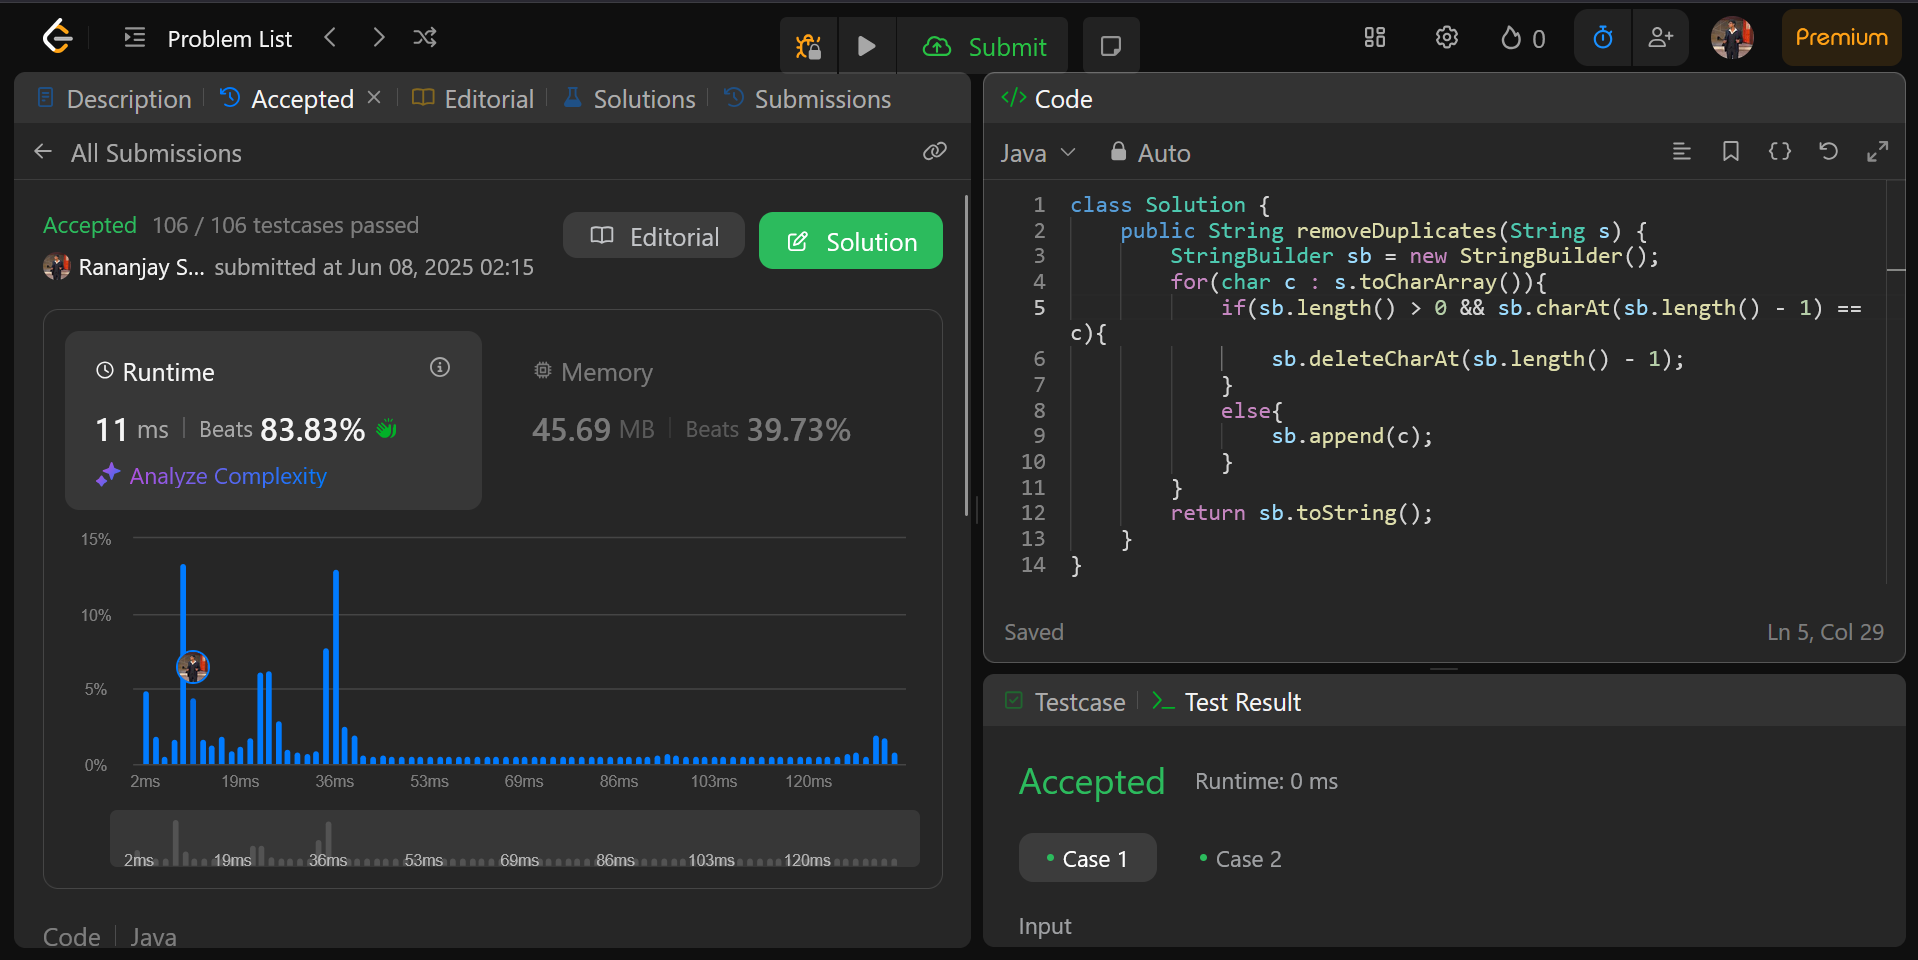 Problem List
Submit
0
Premium
Description
Accepted
Editorial
Solutions
Submissions
All Submissions
Accepted 106 / 106 testcases passed
Rananjay S... submitted at Jun 08, 2025 02:15
Editorial
Solution
Runtime
11 ms | Beats 83.83%
Analyze Complexity
Memory
45.69 MB | Beats 39.73%
15%
10%
5%
0%
2ms 19ms 36ms 53ms 69ms 86ms 103ms 120ms
2ms 19ms 36ms 53ms 69ms 86ms 103ms 120ms
Code | Java
</> Code
Java
Auto
1 class Solution {
2     public String removeDuplicates(String s) {
3         StringBuilder sb = new StringBuilder();
4         for(char c : s.toCharArray()){
5             if(sb.length() > 0 && sb.charAt(sb.length() - 1) ==
c){
6                 sb.deleteCharAt(sb.length() - 1);
7             }
8             else{
9                 sb.append(c);
10             }
11         }
12         return sb.toString();
13     }
14 }
Saved
Ln 5, Col 29
Testcase
Test Result
Accepted Runtime: 0 ms
Case 1
Case 2
Input